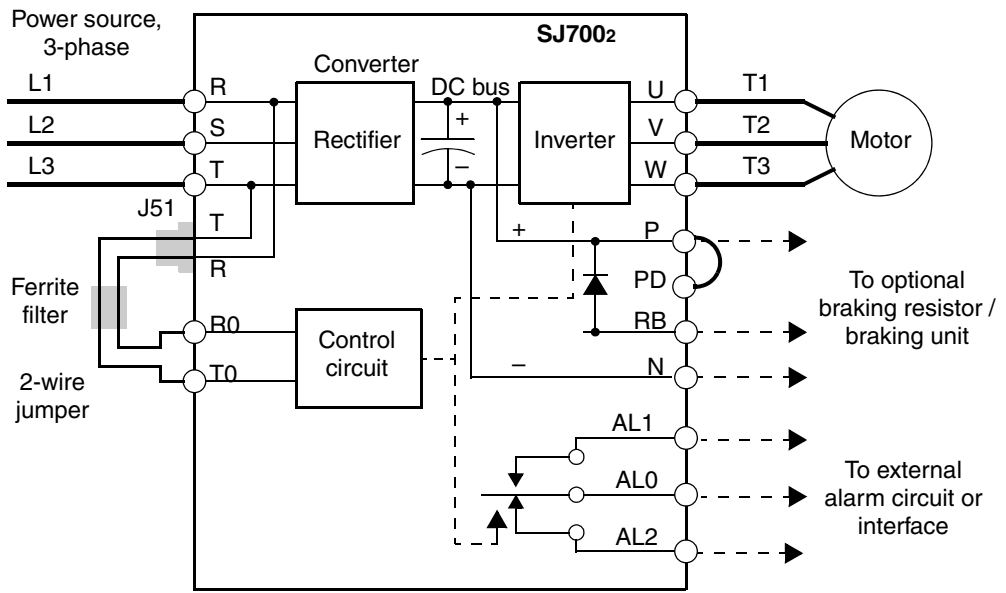 Power source,
3-phase
SJ7002
L1
R
Converter
DC bus
U
T1
L2
S
Rectifier
+
–
Inverter
V
T2
Motor
L3
T
W
T3
J51
T
R
+
P
PD
RB
–
N
To optional
braking resistor /
braking unit
Ferrite
filter
R0
T0
Control
circuit
2-wire
jumper
AL1
AL0
AL2
To external
alarm circuit or
interface